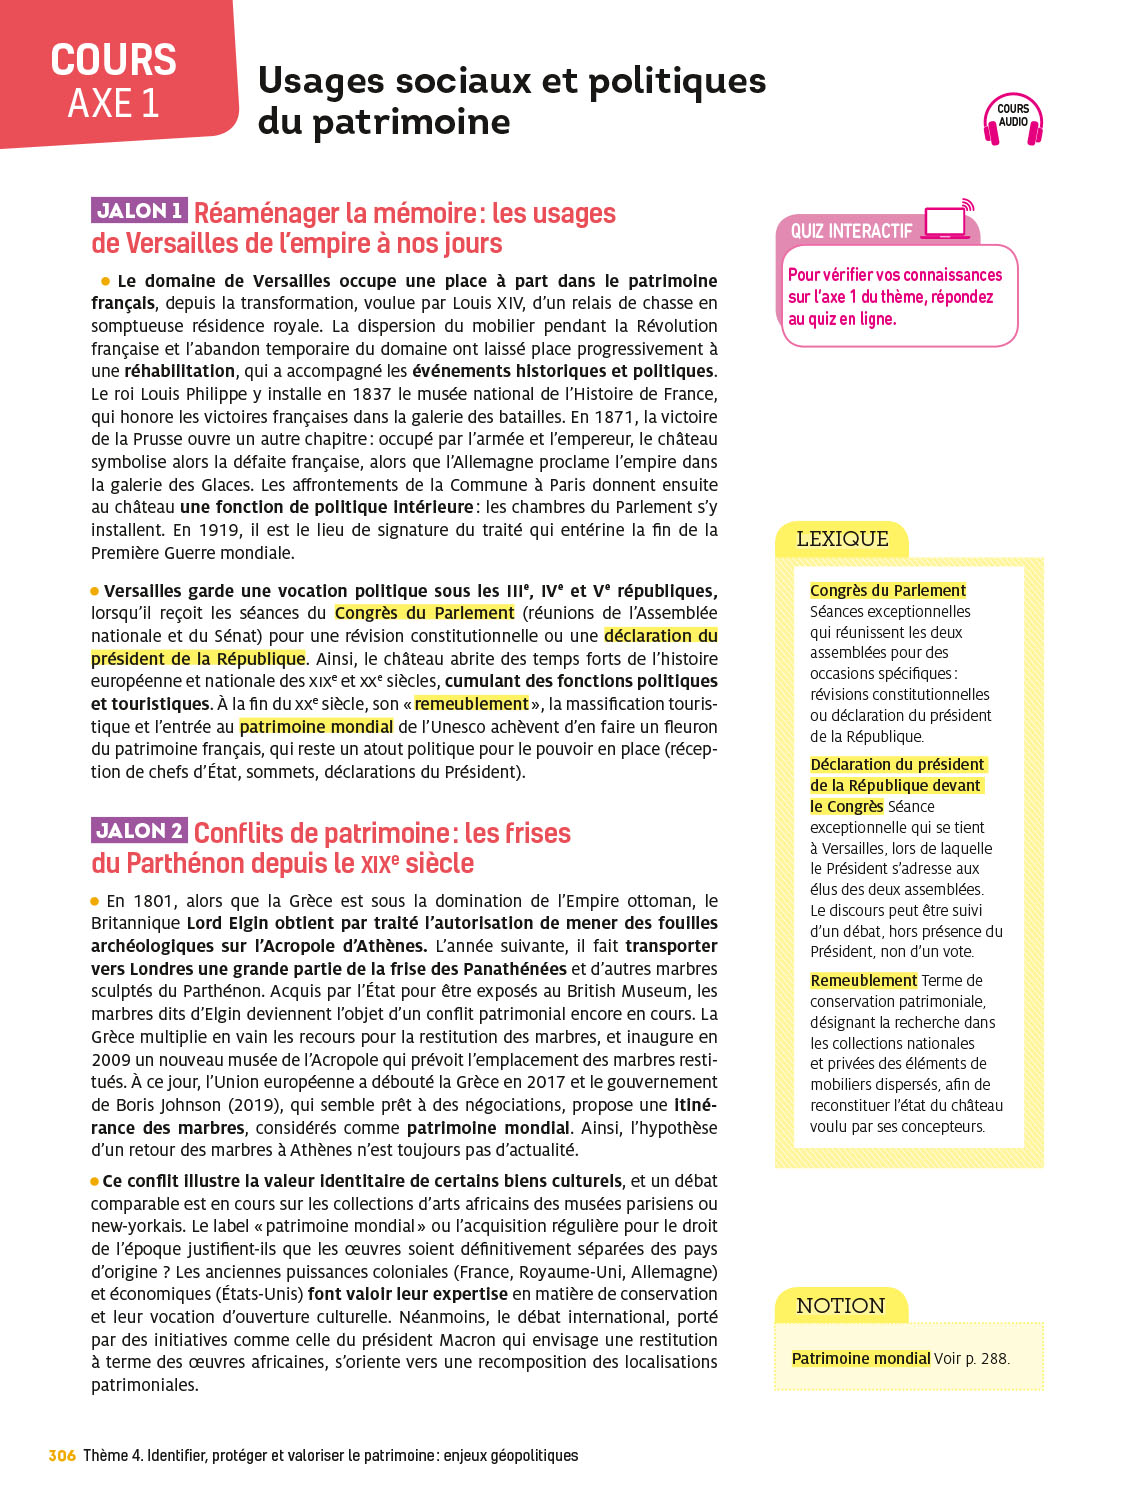 COURS
AXE 1
Usages sociaux et politiques
du patrimoine
COURS
AUDIO
JALON 1 Réaménager la mémoire : les usages
de Versailles de l’empire à nos jours
● Le domaine de Versailles occupe une place à part dans le patrimoine
français, depuis la transformation, voulue par Louis XIV, d’un relais de chasse en
somptueuse résidence royale. La dispersion du mobilier pendant la Révolution
française et l’abandon temporaire du domaine ont laissé place progressivement à
une réhabilitation, qui a accompagné les événements historiques et politiques.
Le roi Louis Philippe y installe en 1837 le musée national de l’Histoire de France,
qui honore les victoires françaises dans la galerie des batailles. En 1871, la victoire
de la Prusse ouvre un autre chapitre : occupé par l’armée et l’empereur, le château
symbolise alors la défaite française, alors que l’Allemagne proclame l’empire dans
la galerie des Glaces. Les affrontements de la Commune à Paris donnent ensuite
au château une fonction de politique intérieure : les chambres du Parlement s’y
installent. En 1919, il est le lieu de signature du traité qui entérine la fin de la
Première Guerre mondiale.
● Versailles garde une vocation politique sous les IIIe, IVe et Ve républiques,
lorsqu’il reçoit les séances du Congrès du Parlement (réunions de l’Assemblée
nationale et du Sénat) pour une révision constitutionnelle ou une déclaration du
président de la République. Ainsi, le château abrite des temps forts de l’histoire
européenne et nationale des XIXe et XXe siècles, cumulant des fonctions politiques
et touristiques. À la fin du XXe siècle, son « remeublement », la massification touris-
tique et l’entrée au patrimoine mondial de l’Unesco achèvent d’en faire un fleuron
du patrimoine français, qui reste un atout politique pour le pouvoir en place (récep-
tion de chefs d’État, sommets, déclarations du Président).
JALON 2 Conflits de patrimoine : les frises
du Parthénon depuis le XIXe siècle
● En 1801, alors que la Grèce est sous la domination de l’Empire ottoman, le
Britannique Lord Elgin obtient par traité l’autorisation de mener des fouilles
archéologiques sur l’Acropole d’Athènes. L’année suivante, il fait transporter
vers Londres une grande partie de la frise des Panathénées et d’autres marbres
sculptés du Parthénon. Acquis par l’État pour être exposés au British Museum, les
marbres dits d’Elgin deviennent l’objet d’un conflit patrimonial encore en cours. La
Grèce multiplie en vain les recours pour la restitution des marbres, et inaugure en
2009 un nouveau musée de l’Acropole qui prévoit l’emplacement des marbres resti-
tués. À ce jour, l’Union européenne a débouté la Grèce en 2017 et le gouvernement
de Boris Johnson (2019), qui semble prêt à des négociations, propose une itiné-
rance des marbres, considérés comme patrimoine mondial. Ainsi, l’hypothèse
d’un retour des marbres à Athènes n’est toujours pas d’actualité.
● Ce conflit illustre la valeur identitaire de certains biens culturels, et un débat
comparable est en cours sur les collections d’arts africains des musées parisiens ou
new-yorkais. Le label « patrimoine mondial » ou l’acquisition régulière pour le droit
de l’époque justifient-ils que les œuvres soient définitivement séparées des pays
d’origine ? Les anciennes puissances coloniales (France, Royaume-Uni, Allemagne)
et économiques (États-Unis) font valoir leur expertise en matière de conservation
et leur vocation d’ouverture culturelle. Néanmoins, le débat international, porté
par des initiatives comme celle du président Macron qui envisage une restitution
à terme des œuvres africaines, s’oriente vers une recomposition des localisations
patrimoniales.
QUIZ INTERACTIF
Pour vérifier vos connaissances
sur l’axe 1 du thème, répondez
au quiz en ligne.
LEXIQUE
Congrès du Parlement
Séances exceptionnelles
qui réunissent les deux
assemblées pour des
occasions spécifiques :
révisions constitutionnelles
ou déclaration du président
de la République.
Déclaration du président
de la République devant
le Congrès Séance
exceptionnelle qui se tient
à Versailles, lors de laquelle
le Président s’adresse aux
élus des deux assemblées.
Le discours peut être suivi
d’un débat, hors présence du
Président, non d’un vote.
Remeublement Terme de
conservation patrimoniale,
désignant la recherche dans
les collections nationales
et privées des éléments de
mobiliers dispersés, afin de
reconstituer l’état du château
voulu par ses concepteurs.
NOTION
Patrimoine mondial Voir p. 288.
306 Thème 4. Identifier, protéger et valoriser le patrimoine : enjeux géopolitiques